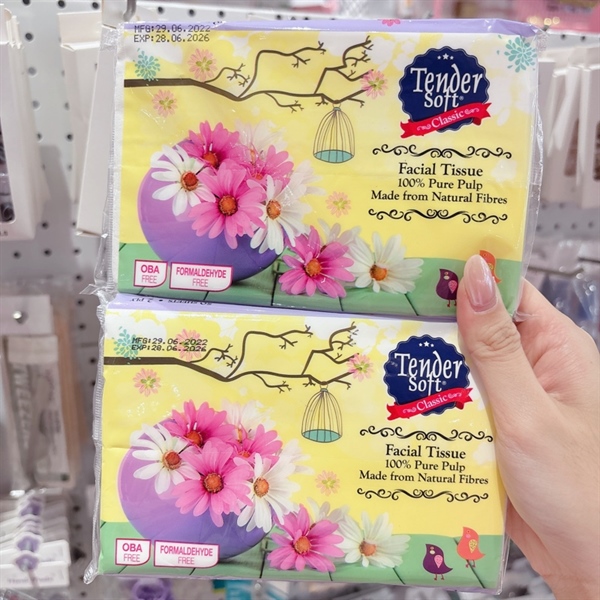 MFG:29.06.2022
EXP:28.06.2026
Tender
Soft®
Classic
Facial Tissue
100% Pure Pulp
Made from Natural Fibres
OBA
FREE
FORMALDEHYDE
FREE
MFG:29.06.2022
EXP:28.06.2026
Tender
Soft®
Classic
Facial Tissue
100% Pure Pulp
Made from Natural Fibres
OBA
FREE
FORMALDEHYDE
FREE